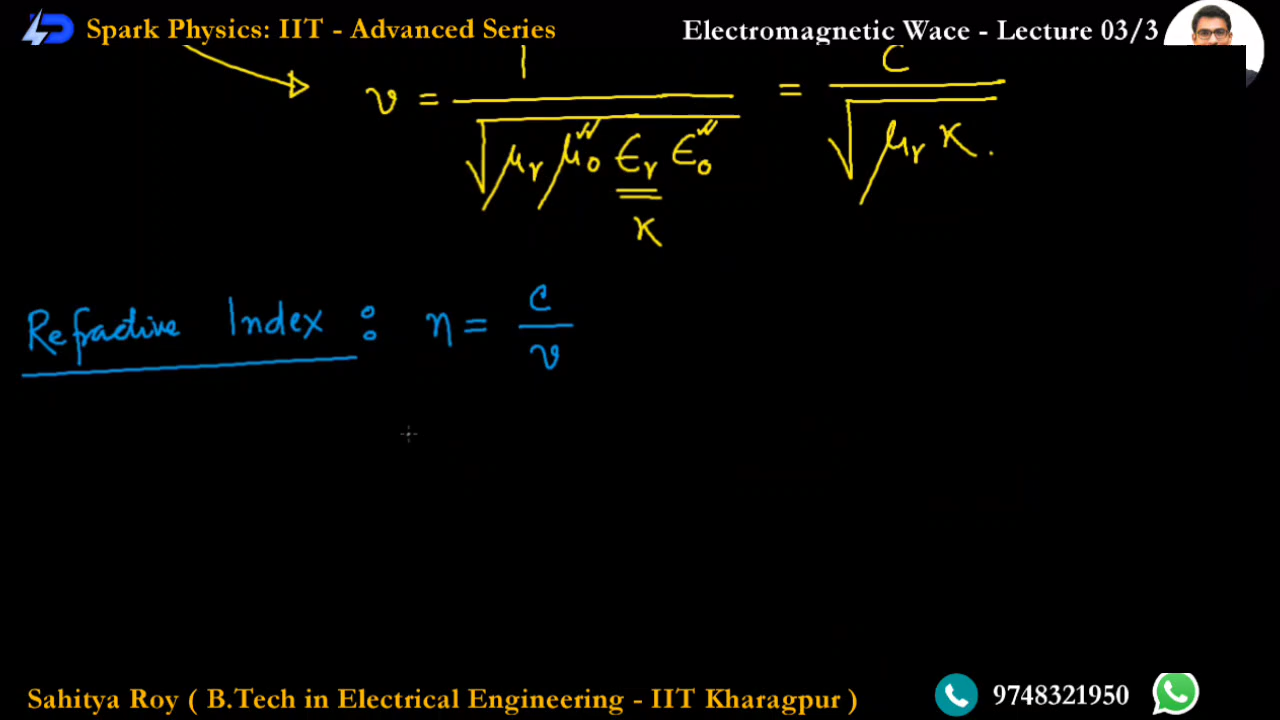 Spark Physics: IIT - Advanced Series
Electromagnetic Wace - Lecture 03/3
v = 1 / √(μr μ0 ϵr ϵ0) = c / √(μr K).
K
Refractive Index : η = c / v
Sahitya Roy ( B.Tech in Electrical Engineering - IIT Kharagpur )
9748321950